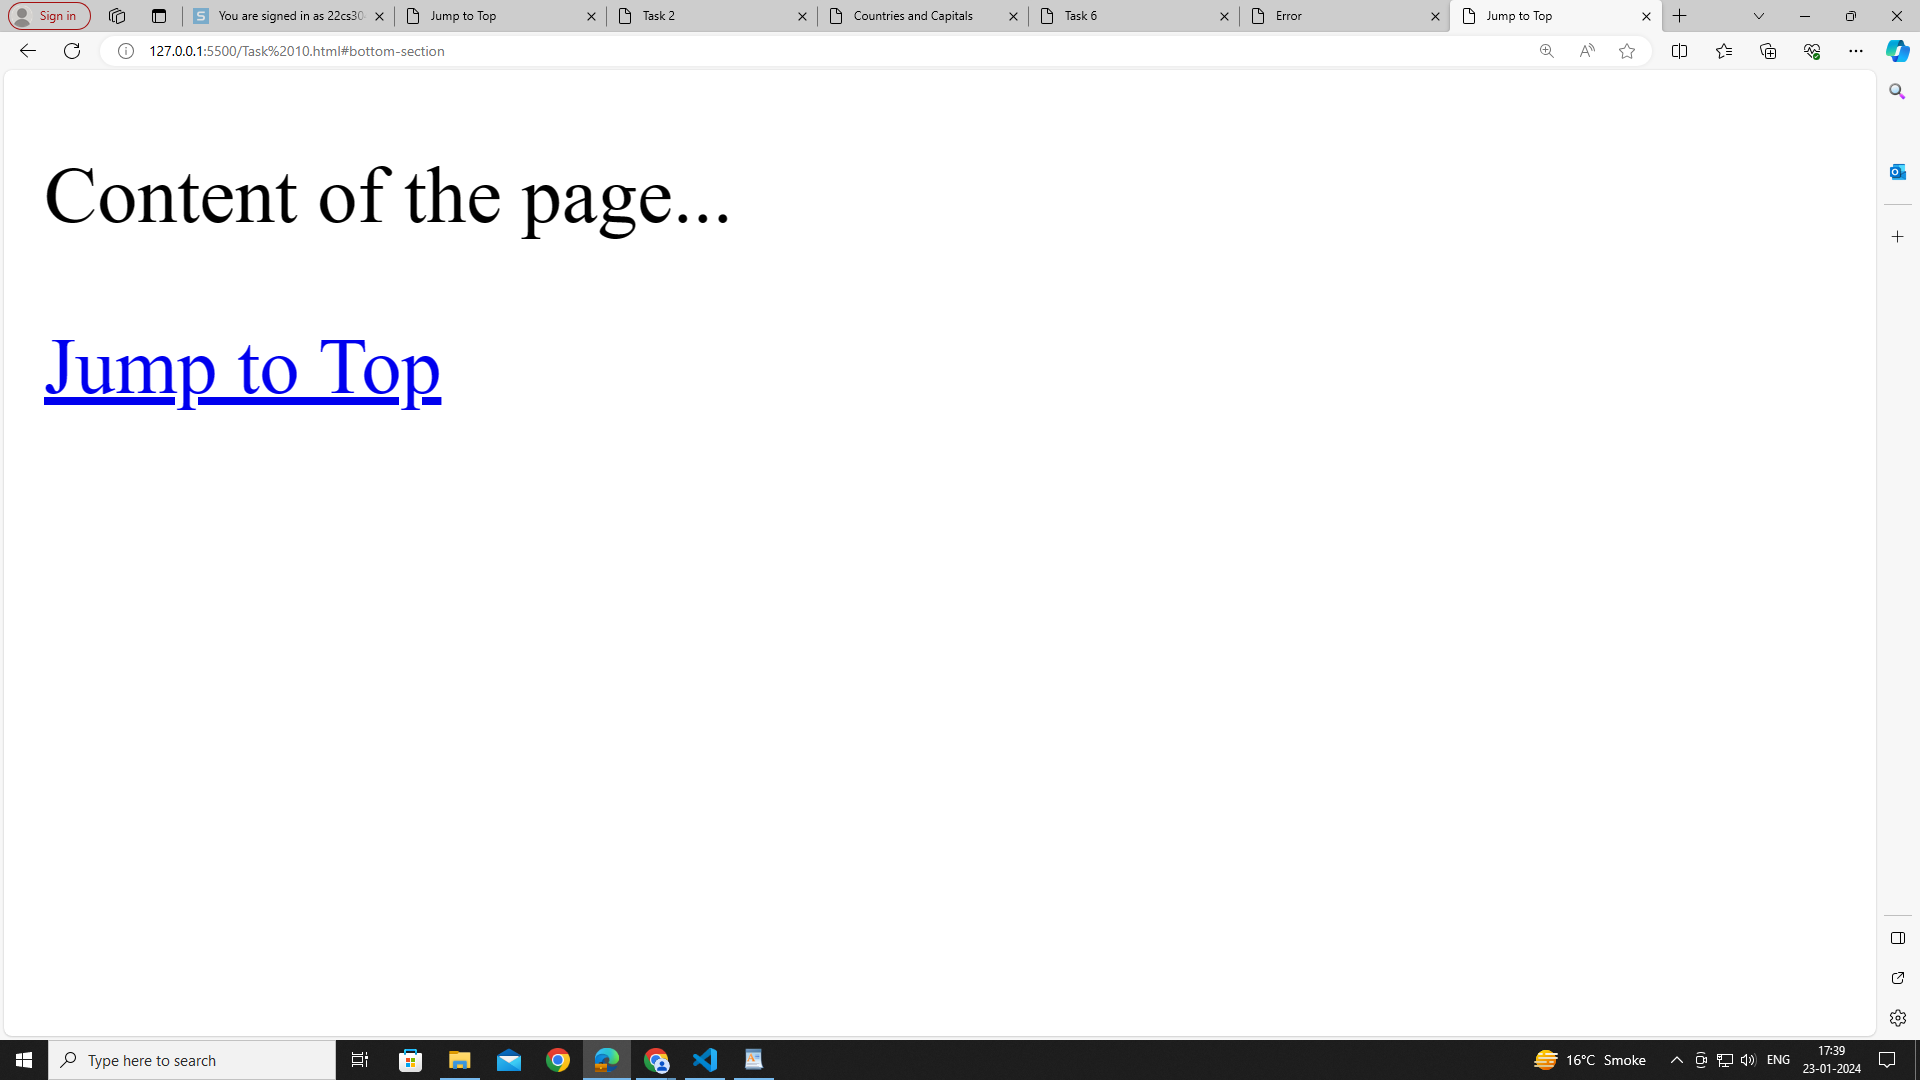 Sign in
You are signed in as 22cs30
Jump to Top
Task 2
Countries and Capitals
Task 6
Error
Jump to Top
127.0.0.1:5500/Task%2010.html#bottom-section
Content of the page...
Jump to Top
Type here to search
16°C Smoke
ENG
17:39
23-01-2024